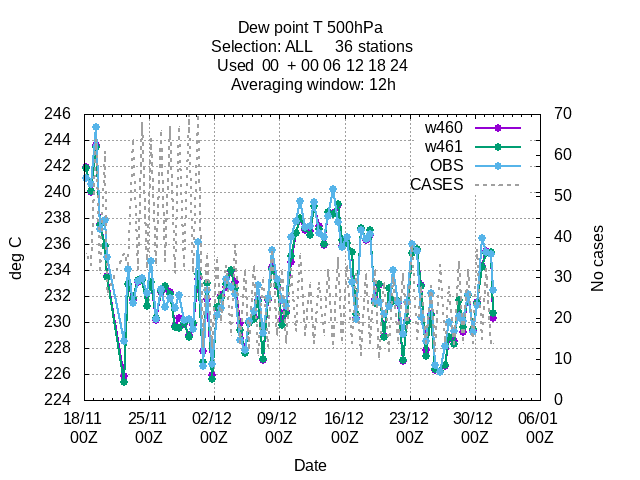 Dew point T 500hPa
Selection: ALL 36 stations
Used 00 + 00 06 12 18 24
Averaging window: 12h
w460
w461
OBS
CASES
deg C
246
244
242
240
238
236
234
232
230
228
226
224
No cases
70
60
50
40
30
20
10
0
18/11 25/11 02/12 09/12 16/12 23/12 30/12 06/01
00Z 00Z 00Z 00Z 00Z 00Z 00Z 00Z
Date